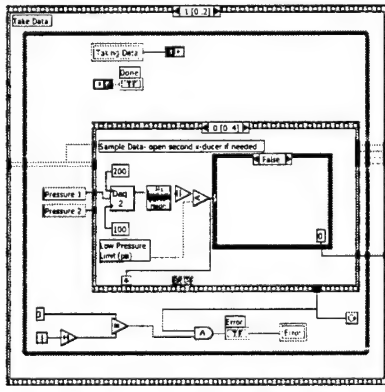 1 [0..2]
Take Data
Taking Data
Done
0 [0..4]
Sample Data- open second x-ducer if needed
False
200
Pressure 1
Daq
2
Pressure 2
100
0
Low Pressure
Limit (psi)
Error
Error